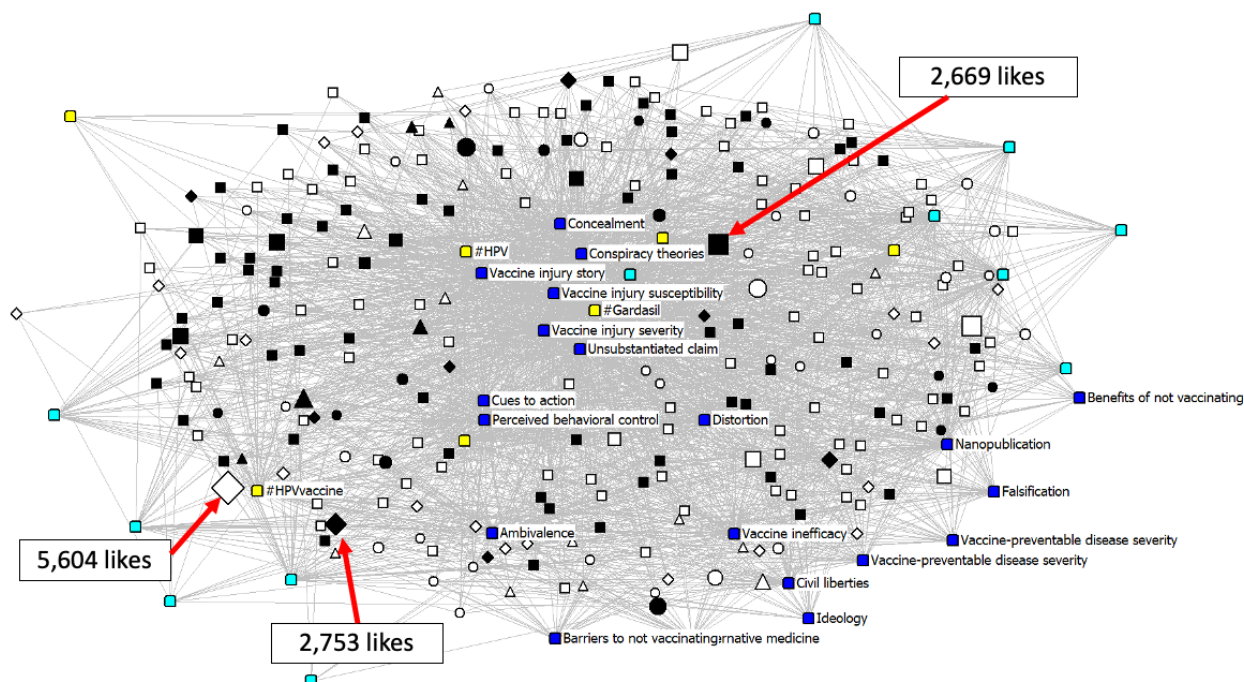 2,669 likes
Concealment
#HPV
Conspiracy theories
Vaccine injury story
Vaccine injury susceptibility
#Gardasil
Vaccine injury severity
Unsubstantiated claim
Benefits of not vaccinating
Cues to action
Perceived behavioral control
Distortion
Nanopublication
#HPVvaccine
Falsification
5,604 likes
Ambivalence
Vaccine inefficacy
Vaccine-preventable disease severity
Vaccine-preventable disease severity
Civil liberties
Ideology
2,753 likes
Barriers to not vaccinating
medicine